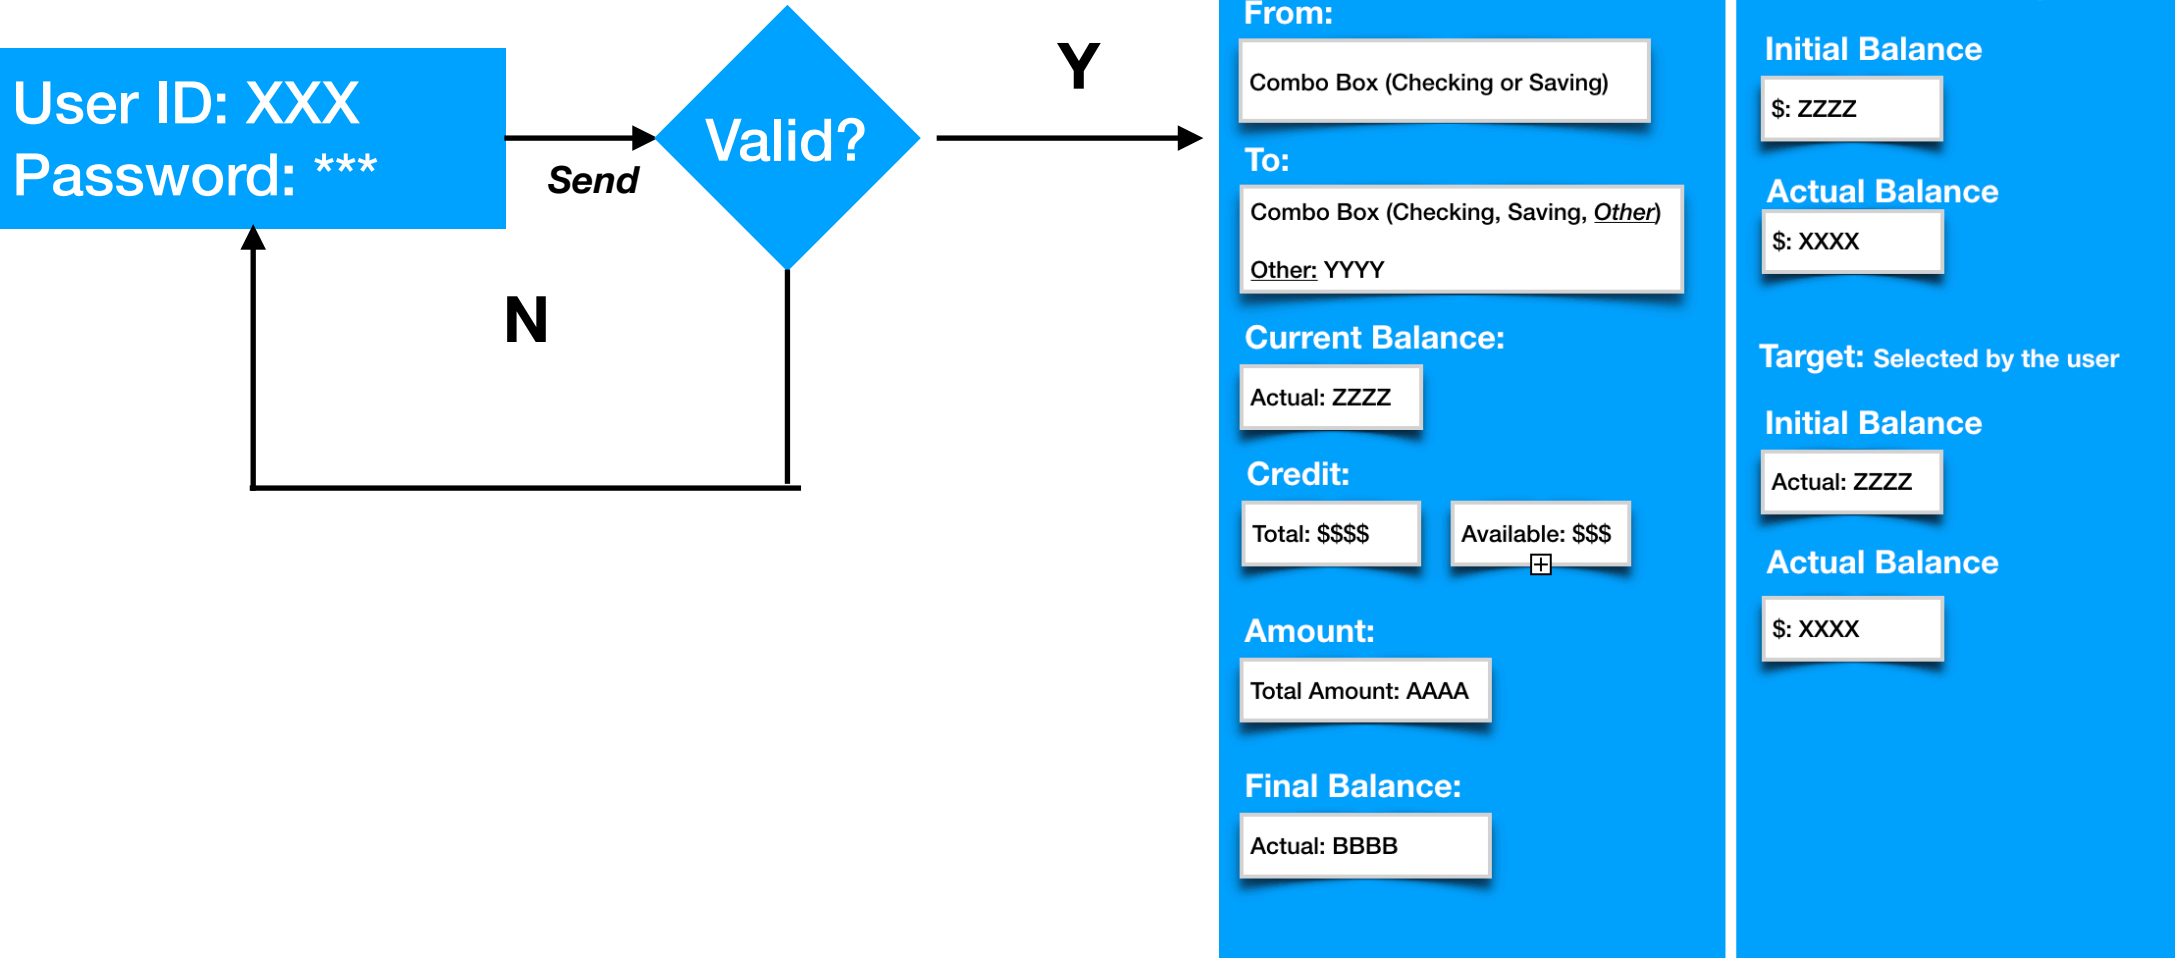 User ID: XXX
Password: ***
Send
Valid?
Y
N
From:
Combo Box (Checking or Saving)
To:
Combo Box (Checking, Saving, Other)
Other: YYYY
Current Balance:
Actual: ZZZZ
Credit:
Total: $$$$
Available: $$$
Amount:
Total Amount: AAAA
Final Balance:
Actual: BBBB
Initial Balance
$: ZZZZ
Actual Balance
$: XXXX
Target: Selected by the user
Initial Balance
Actual: ZZZZ
Actual Balance
$: XXXX